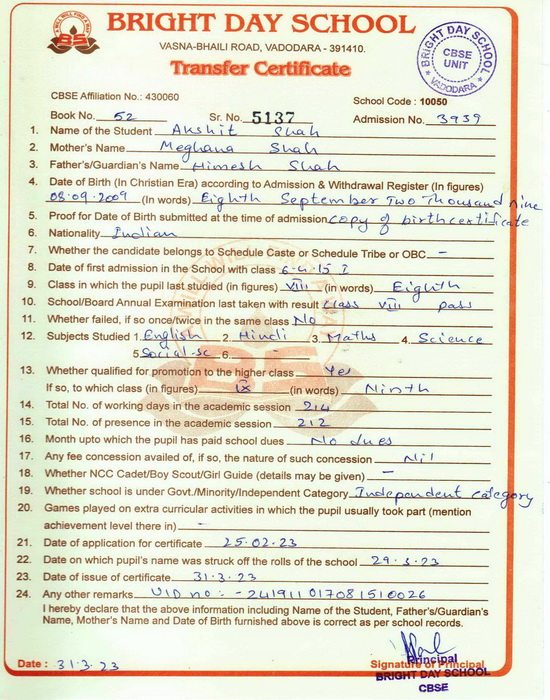 BRIGHT DAY SCHOOL
VASNA-BHAILI ROAD, VADODARA - 391410.
Transfer Certificate
BRIGHT DAY SCHOOL
CBSE
UNIT
VADODARA
CBSE Affiliation No.: 430060
School Code : 10050
Book No. 52 Sr. No. 5137 Admission No. 3939
1. Name of the Student Akshit Shah
2. Mother's Name Meghana Shah
3. Father's/Guardian's Name Himesh Shah
4. Date of Birth (In Christian Era) according to Admission & Withdrawal Register (In figures)
08.09.2009 (In words) Eighth September Two Thousand nine
5. Proof for Date of Birth submitted at the time of admission copy of birth certificate
6. Nationality Indian
7. Whether the candidate belongs to Schedule Caste or Schedule Tribe or OBC -
8. Date of first admission in the School with class 6-4-15
9. Class in which the pupil last studied (in figures) VIII (in words) Eighth
10. School/Board Annual Examination last taken with result class VIII pass
11. Whether failed, if so once/twice in the same class No
12. Subjects Studied 1 English 2. Hindi 3. Maths 4. Science
5 Social-sc 6.
13. Whether qualified for promotion to the higher class Yes
If so, to which class (in figures) IX (in words) Ninth
14. Total No. of working days in the academic session 214
15. Total No. of presence in the academic session 212
16. Month upto which the pupil has paid school dues No dues
17. Any fee concession availed of, if so, the nature of such concession Nil
18. Whether NCC Cadet/Boy Scout/Girl Guide (details may be given) -
19. Whether school is under Govt./Minority/Independent Category Independent category
20. Games played on extra curricular activities in which the pupil usually took part (mention
achievement level there in) -
21. Date of application for certificate 25.02.23
22. Date on which pupil's name was struck off the rolls of the school 29.3.23
23. Date of issue of certificate 31.3.23
24. Any other remarks UID no: - 241911017081510026
I hereby declare that the above information including Name of the Student, Father's/Guardian's
Name, Mother's Name and Date of Birth furnished above is correct as per school records.
Date : 31.3.23
Signature of Principal
Principal
BRIGHT DAY SCHOOL
CBSE